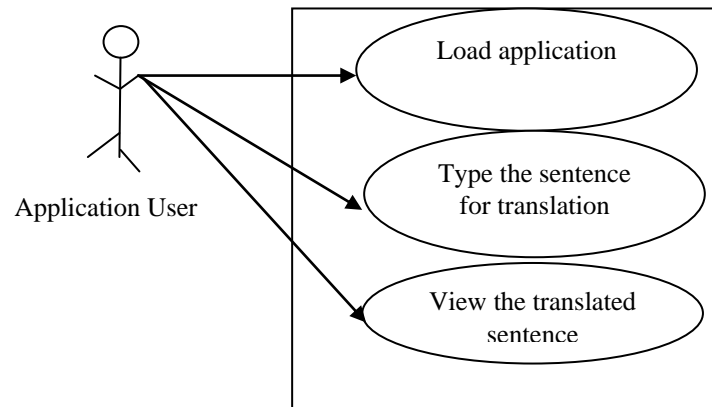 Load application
Type the sentence
for translation
Application User
View the translated
sentence